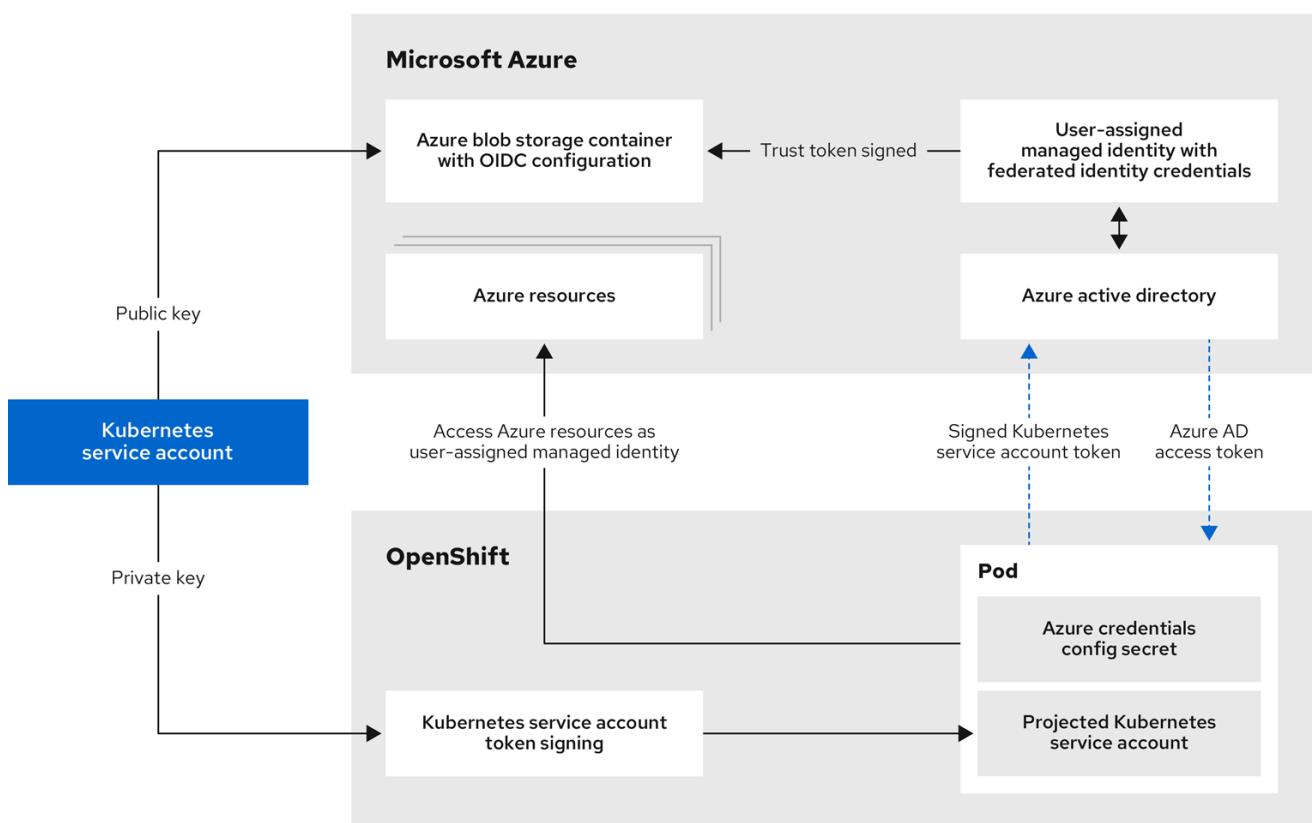 Microsoft Azure
Azure blob storage container
with OIDC configuration
Trust token signed
User-assigned
managed identity with
federated identity credentials
Azure resources
Azure active directory
Public key
Kubernetes
service account
Access Azure resources as
user-assigned managed identity
Signed Kubernetes
service account token
Azure AD
access token
Private key
OpenShift
Pod
Azure credentials
config secret
Kubernetes service account
token signing
Projected Kubernetes
service account